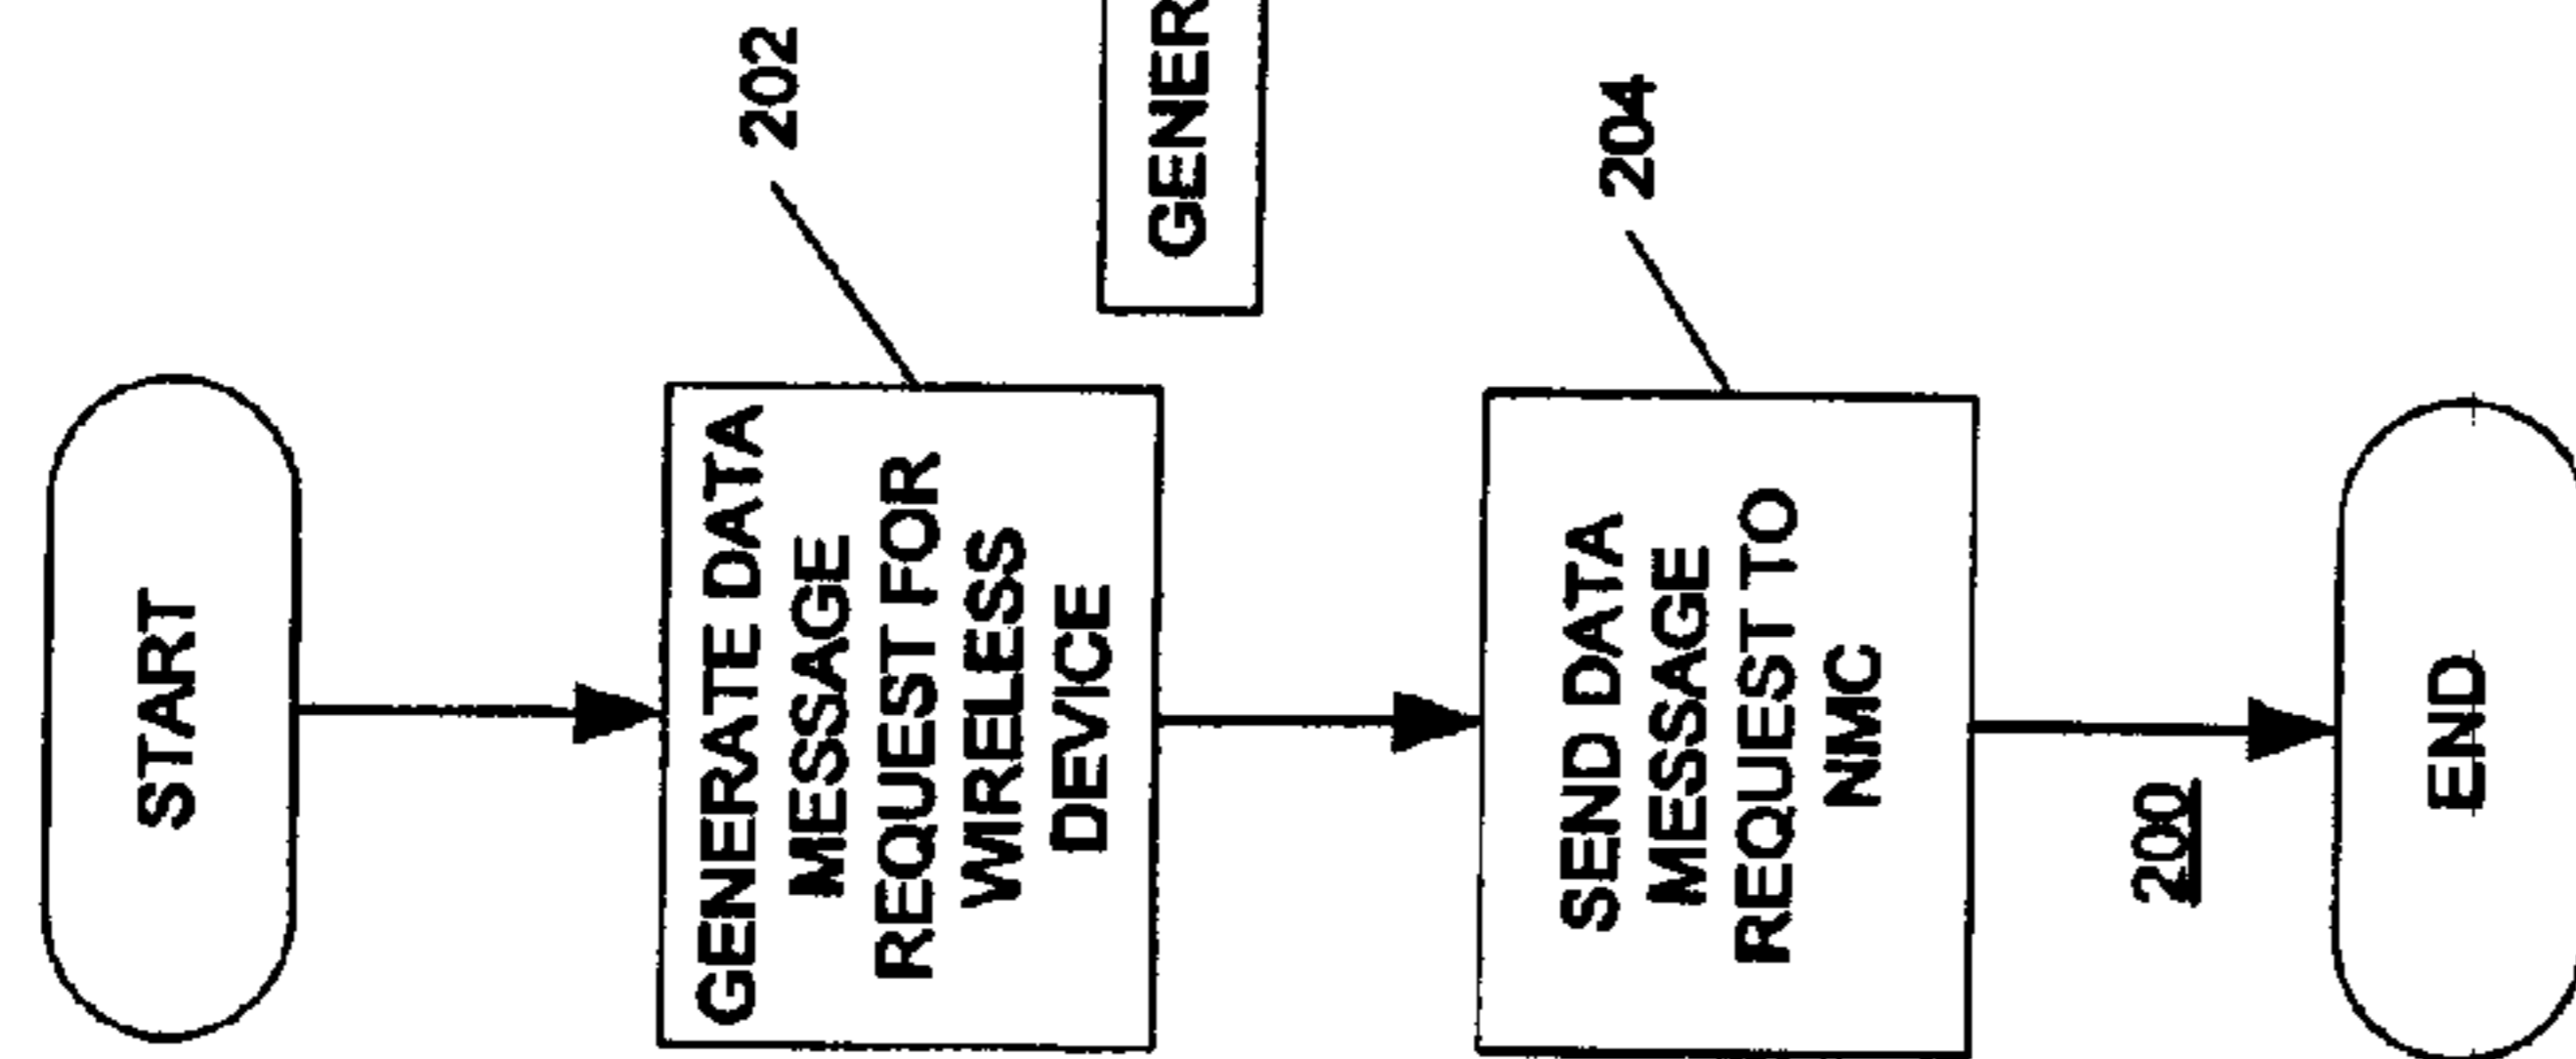 START
GENERATE DATA
MESSAGE
REQUEST FOR
WIRELESS
DEVICE
202
SEND DATA
MESSAGE
REQUEST TO
NMC
204
200
END
GENER